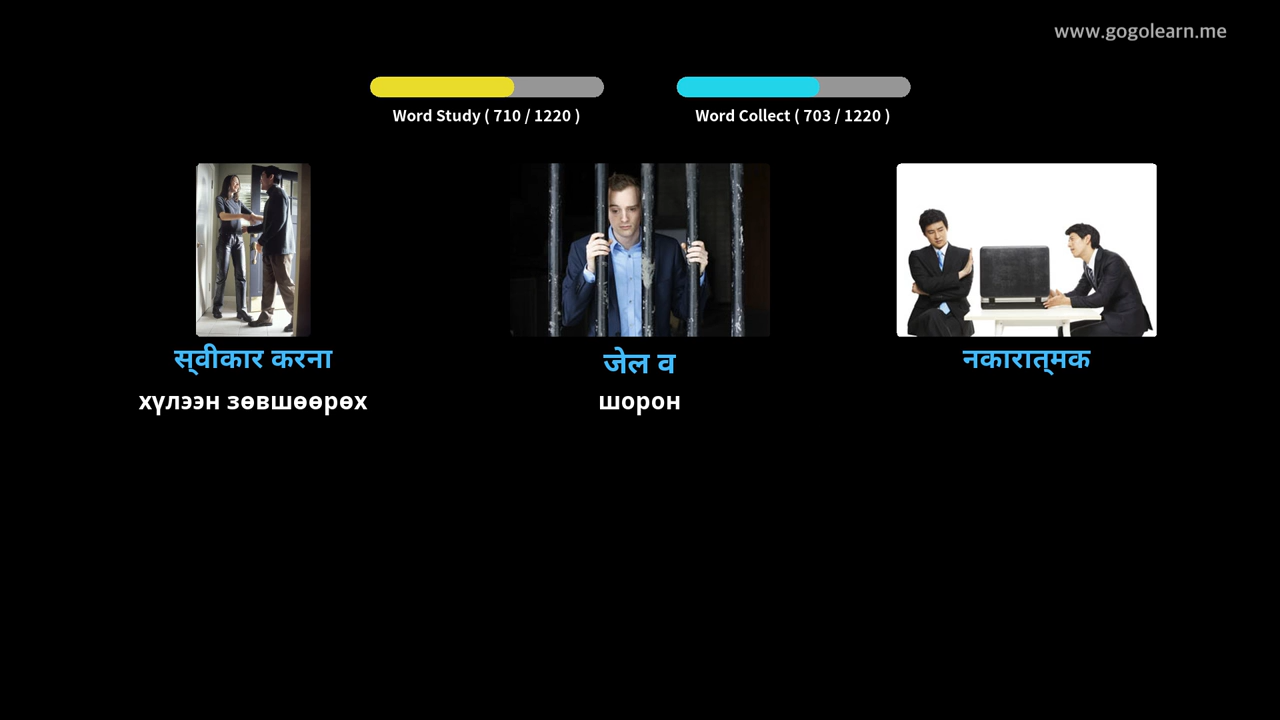 www.gogolearn.me
Word Study ( 710 / 1220 )
Word Collect ( 703 / 1220 )
स्वीकार करना
хүлээн зөвшөөрөх
जेल व
шорон
नकारात्मक